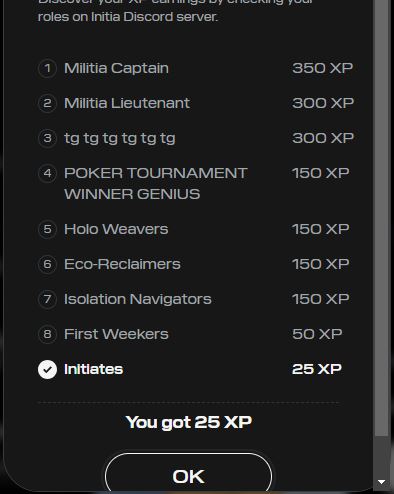 Discover your XP earnings by checking your
roles on Initia Discord server.
1 Militia Captain 350 XP
2 Militia Lieutenant 300 XP
3 tg tg tg tg tg tg 300 XP
4 POKER TOURNAMENT 150 XP
WINNER GENIUS
5 Holo Weavers 150 XP
6 Eco-Reclaimers 150 XP
7 Isolation Navigators 150 XP
8 First Weekers 50 XP
Initiates 25 XP
You got 25 XP
OK